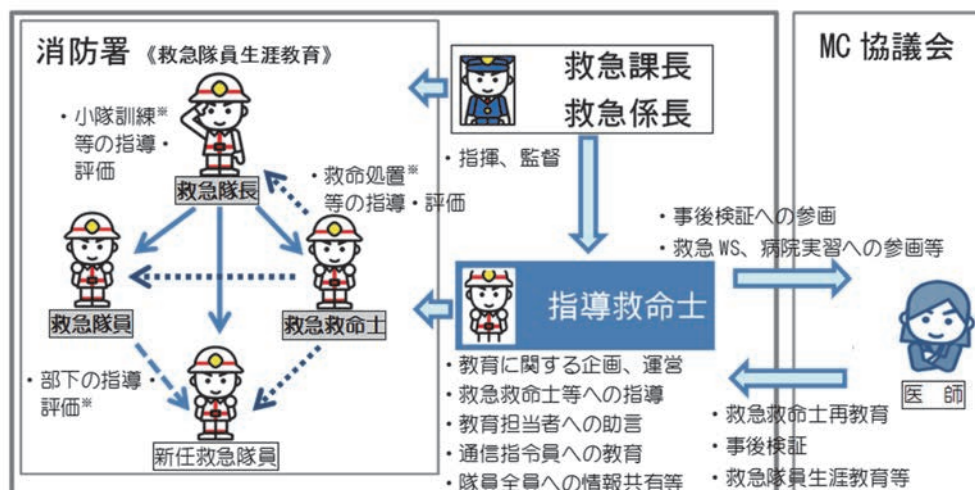 消防署《救急隊員生涯教育》
・小隊訓練※
等の指導・
評価
救急隊長
・救命処置※
等の指導・評価
救急隊員
救急救命士
・部下の指導・
評価※
新任救急隊員
救急課長
救急係長
・指揮、監督
指導救命士
・教育に関する企画、運営
・救急救命士等への指導
・教育担当者への助言
・通信指令員への教育
・隊員全員への情報共有等
MC協議会
・事後検証への参画
・救急WS、病院実習への参画等
医師
・救急救命士再教育
・事後検証
・救急隊員生涯教育等